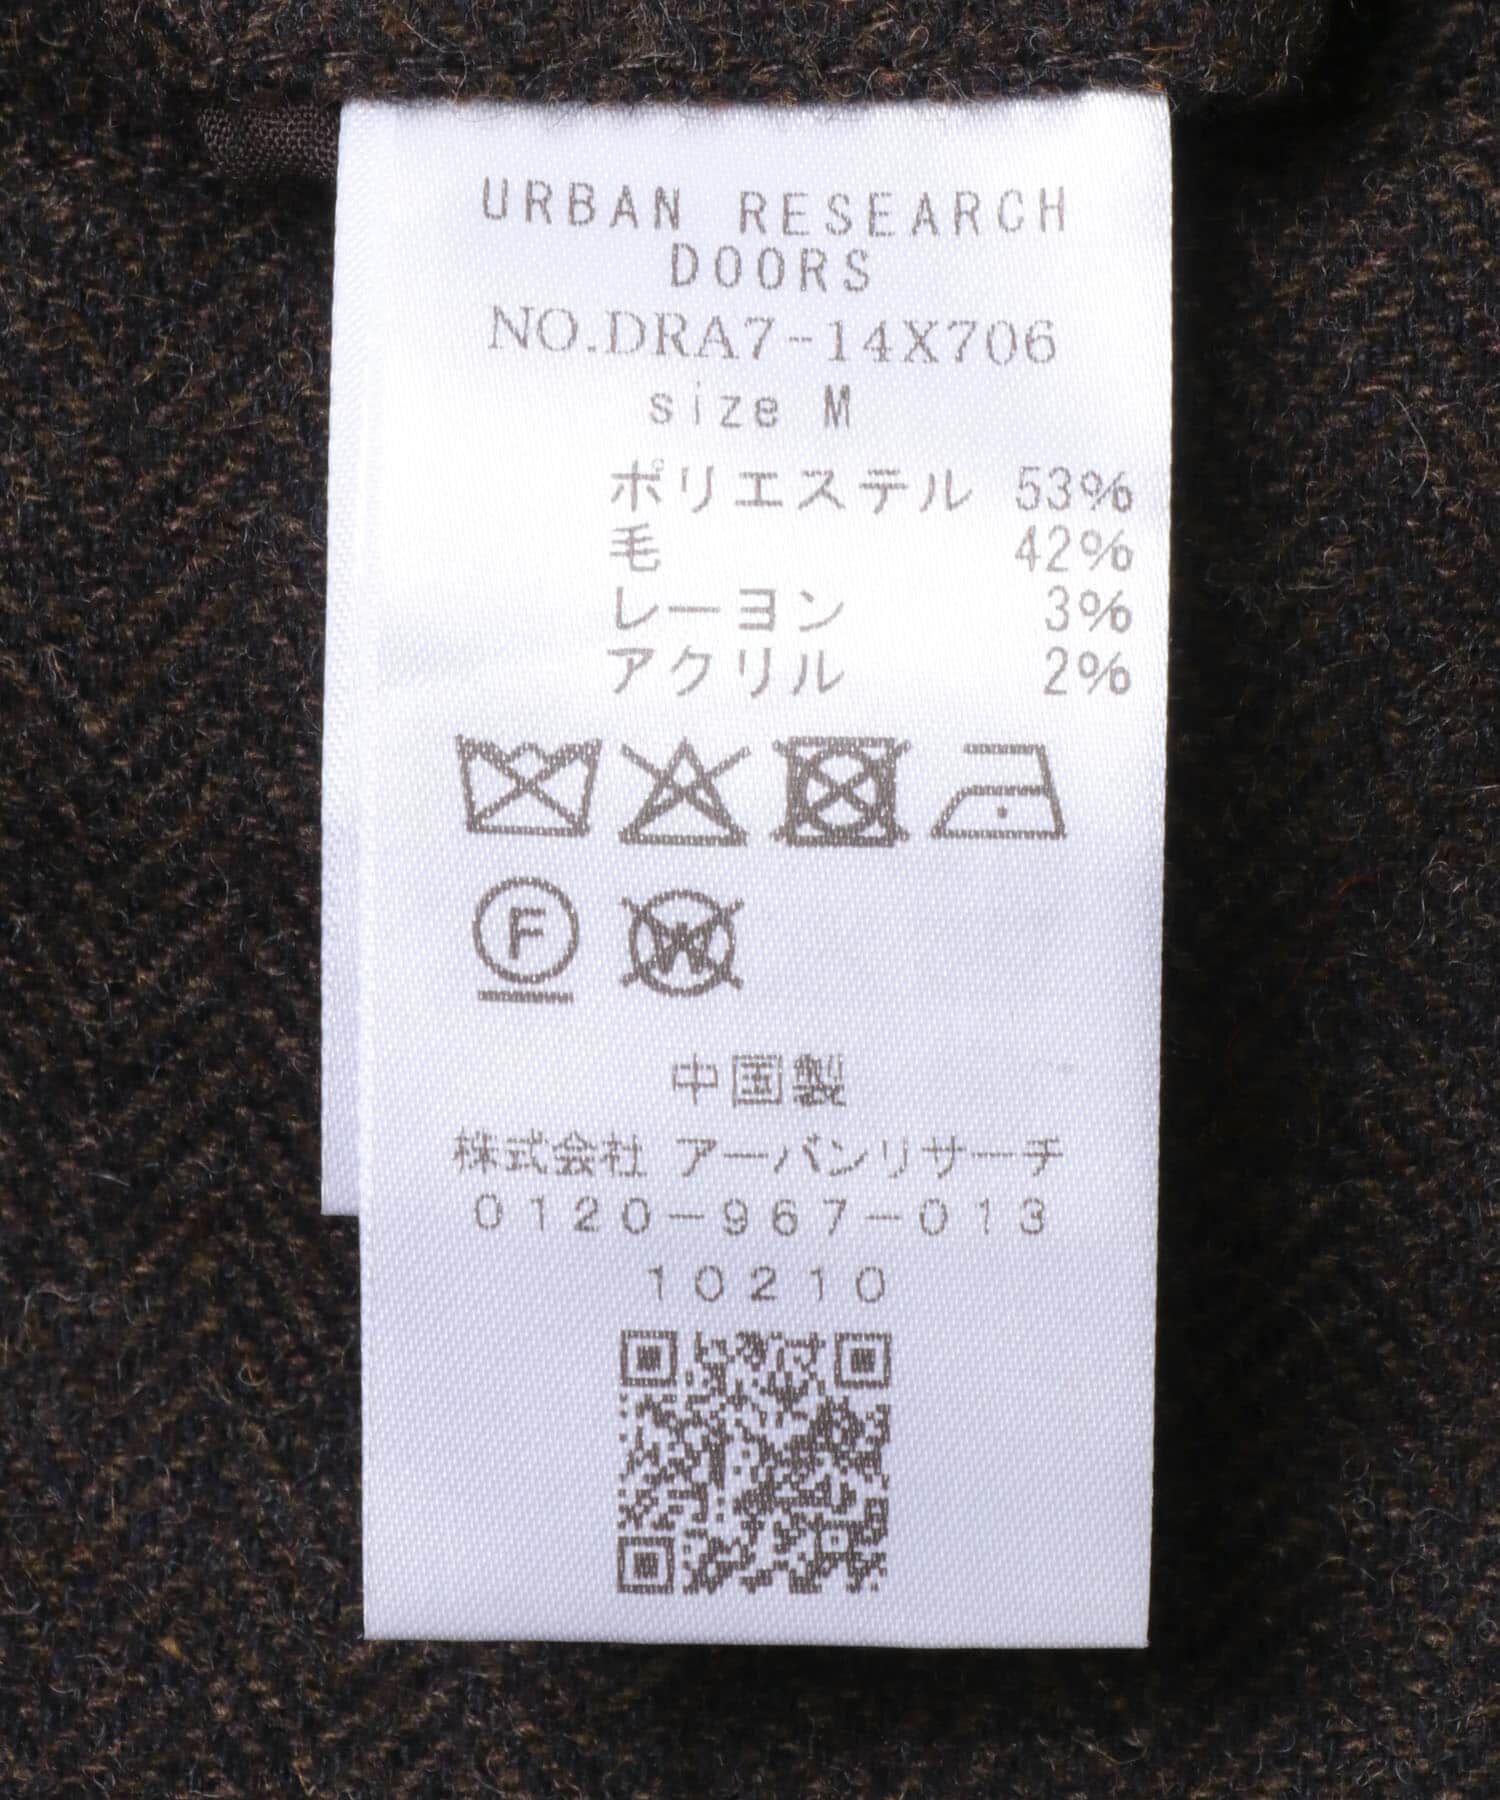 URBAN RESEARCH
DOORS
NO.DRA7-14X706
size M
ポリエステル 53%
毛 42%
レーヨン 3%
アクリル 2%
F W
中国製
株式会社 アーバンリサーチ
0120-967-013
10210